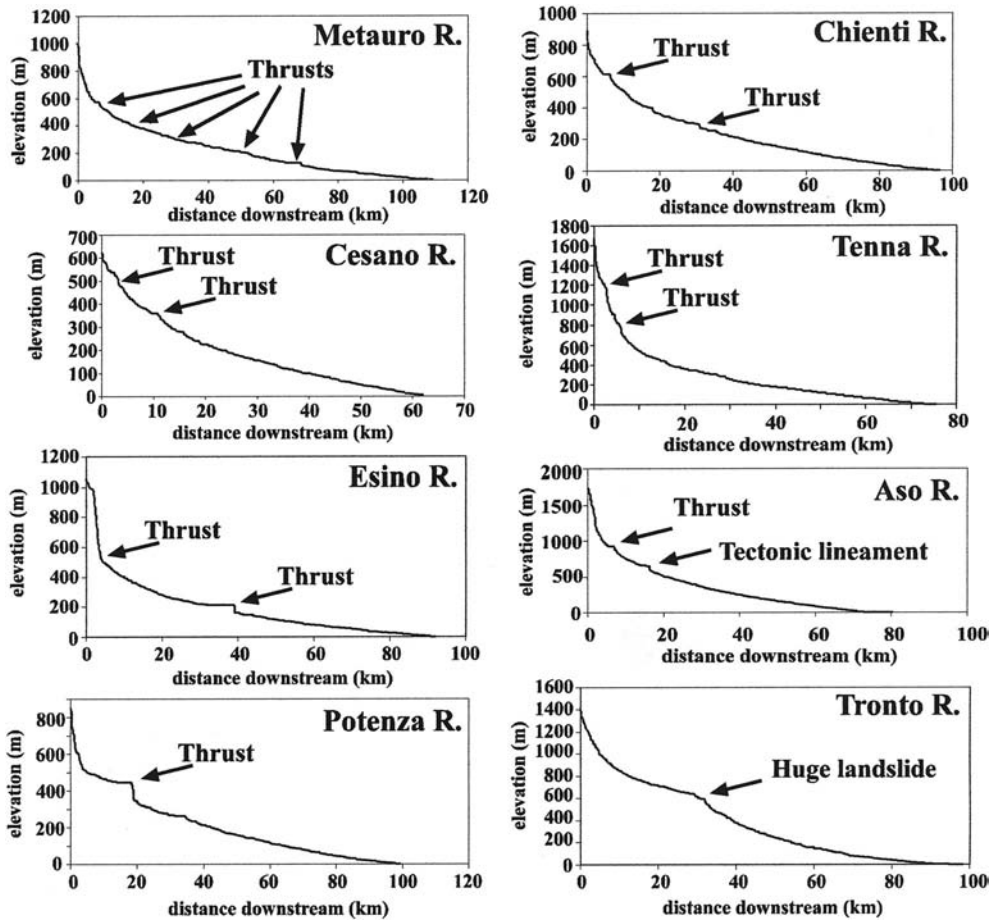 Metauro R.
Thrusts
elevation (m)
1200
1000
800
600
400
200
0
0 20 40 60 80 100 120
distance downstream (km)
Chienti R.
Thrust
Thrust
elevation (m)
1000
800
600
400
200
0
0 20 40 60 80 100
distance downstream (km)
Cesano R.
Thrust
Thrust
elevation (m)
700
600
500
400
300
200
100
0
0 10 20 30 40 50 60 70
distance downstream (km)
Tenna R.
Thrust
Thrust
elevation (m)
1800
1600
1400
1200
1000
800
600
400
200
0
0 20 40 60 80
distance downstream (km)
Esino R.
Thrust
Thrust
elevation (m)
1200
1000
800
600
400
200
0
0 20 40 60 80 100
distance downstream (km)
Aso R.
Thrust
Tectonic lineament
elevation (m)
2000
1500
1000
500
0
0 20 40 60 80 100
distance downstream (km)
Potenza R.
Thrust
elevation (m)
800
600
400
200
0
0 20 40 60 80 100 120
distance downstream (km)
Tronto R.
Huge landslide
elevation (m)
1600
1400
1200
1000
800
600
400
200
0
0 20 40 60 80 100
distance downstream (km)